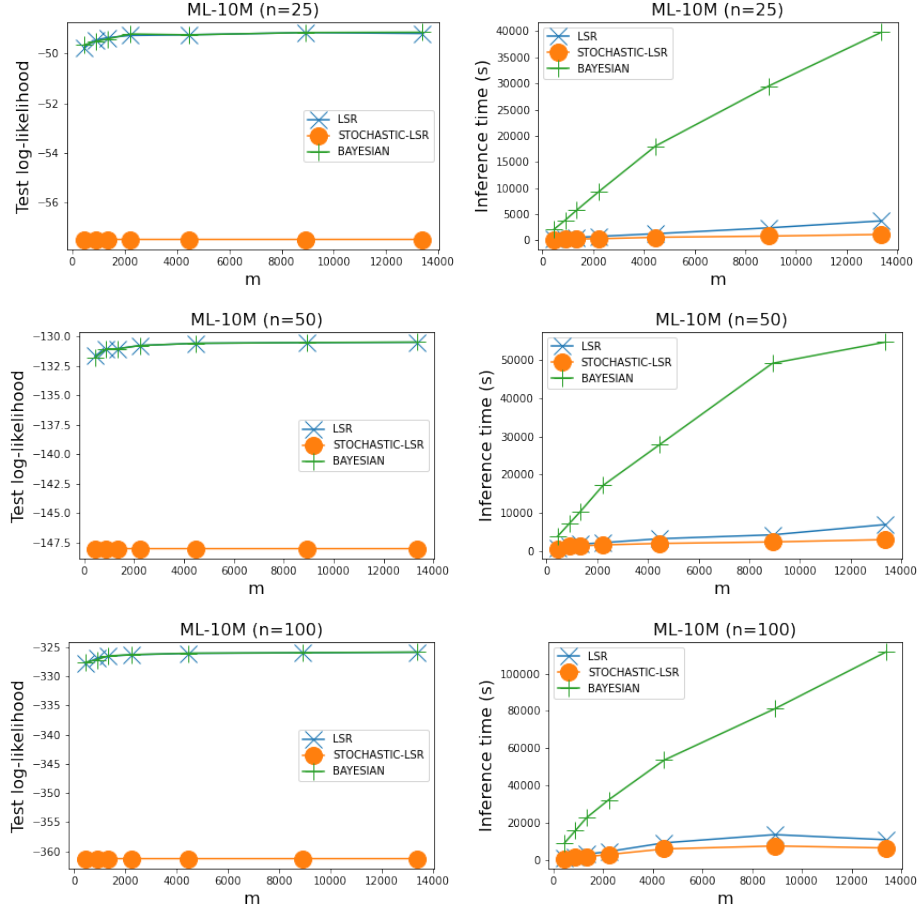 ML-10M (n=25)
Test log-likelihood
−50
−52
−54
−56
LSR
STOCHASTIC-LSR
BAYESIAN
0 2000 4000 6000 8000 10000 12000 14000
m
ML-10M (n=25)
Inference time (s)
40000
35000
30000
25000
20000
15000
10000
5000
0
LSR
STOCHASTIC-LSR
BAYESIAN
0 2000 4000 6000 8000 10000 12000 14000
m
ML-10M (n=50)
Test log-likelihood
−130.0
−132.5
−135.0
−137.5
−140.0
−142.5
−145.0
−147.5
LSR
STOCHASTIC-LSR
BAYESIAN
0 2000 4000 6000 8000 10000 12000 14000
m
ML-10M (n=50)
Inference time (s)
50000
40000
30000
20000
10000
0
LSR
STOCHASTIC-LSR
BAYESIAN
0 2000 4000 6000 8000 10000 12000 14000
m
ML-10M (n=100)
Test log-likelihood
−325
−330
−335
−340
−345
−350
−355
−360
LSR
STOCHASTIC-LSR
BAYESIAN
0 2000 4000 6000 8000 10000 12000 14000
m
ML-10M (n=100)
Inference time (s)
100000
80000
60000
40000
20000
0
LSR
STOCHASTIC-LSR
BAYESIAN
0 2000 4000 6000 8000 10000 12000 14000
m